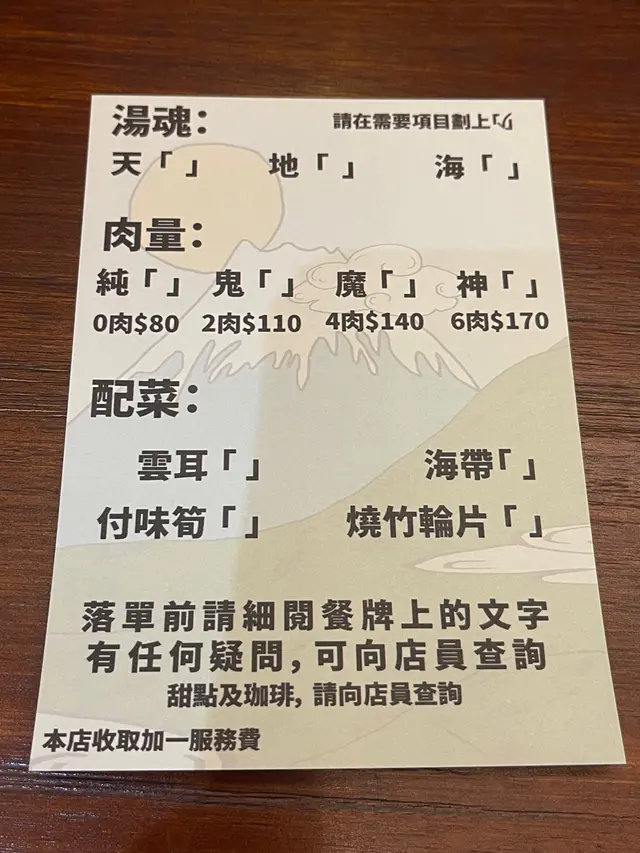 湯魂：
請在需要項目劃上「√」
天「 」 地「 」 海「 」
肉量：
純「 」 鬼「 」 魔「 」 神「 」
0肉$80 2肉$110 4肉$140 6肉$170
配菜：
雲耳「 」 海帶「 」
付味筍「 」 燒竹輪片「 」
落單前請細閱餐牌上的文字
有任何疑問，可向店員查詢
甜點及珈琲，請向店員查詢
本店收取加一服務費